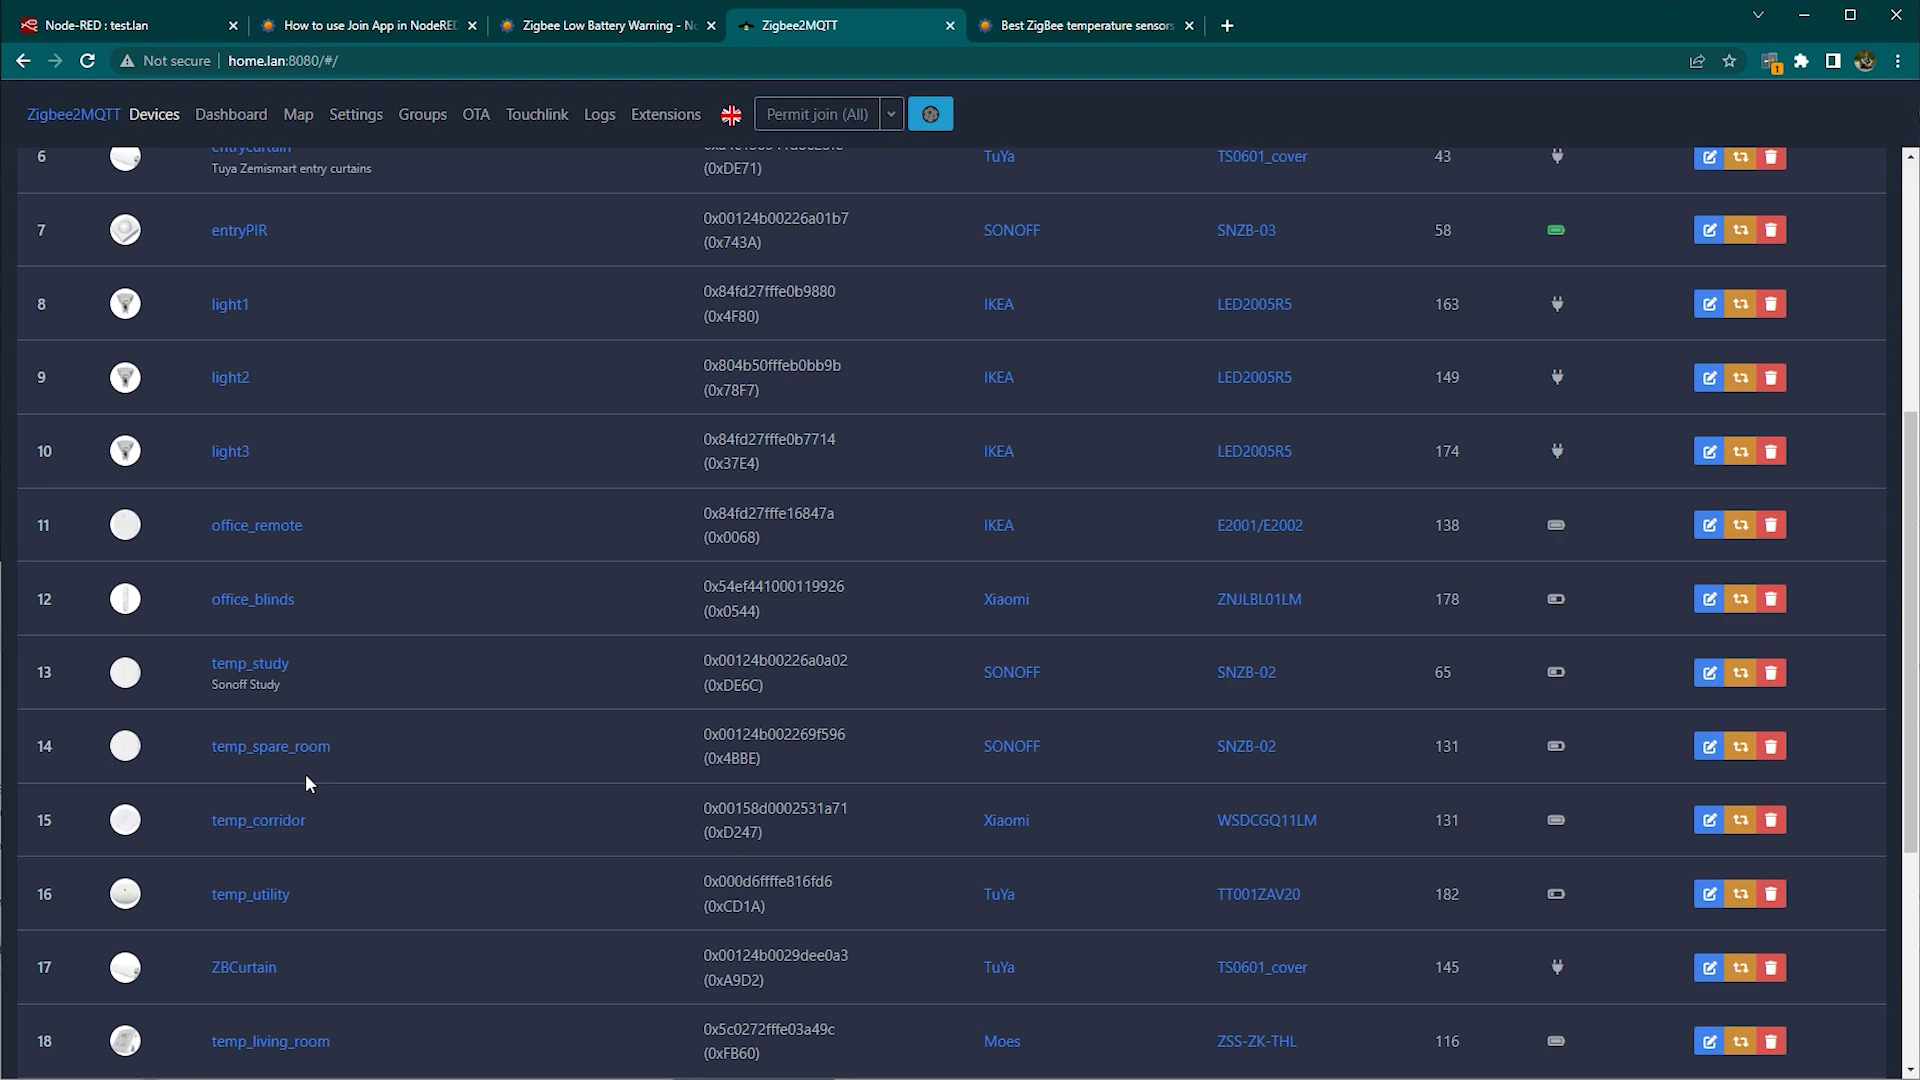 Node-RED : test.lan
How to use Join App in NodeRED
Zigbee Low Battery Warning - No
Zigbee2MQTT
Best ZigBee temperature sensors
Not secure
home.lan:8080/#/
1
Zigbee2MQTT Devices Dashboard Map Settings Groups OTA Touchlink Logs Extensions Permit join (All)
6
Tuya Zemismart entry curtains
(0xDE71)
TuYa
TS0601_cover
43
7
entryPIR
0x00124b00226a01b7
(0x743A)
SONOFF
SNZB-03
58
8
light1
0x84fd27fffe0b9880
(0x4F80)
IKEA
LED2005R5
163
9
light2
0x804b50fffeb0bb9b
(0x78F7)
IKEA
LED2005R5
149
10
light3
0x84fd27fffe0b7714
(0x37E4)
IKEA
LED2005R5
174
11
office_remote
0x84fd27fffe16847a
(0x0068)
IKEA
E2001/E2002
138
12
office_blinds
0x54ef441000119926
(0x0544)
Xiaomi
ZNJLBL01LM
178
13
temp_study
Sonoff Study
0x00124b00226a0a02
(0xDE6C)
SONOFF
SNZB-02
65
14
temp_spare_room
0x00124b002269f596
(0x4BBE)
SONOFF
SNZB-02
131
15
temp_corridor
0x00158d0002531a71
(0xD247)
Xiaomi
WSDCGQ11LM
131
16
temp_utility
0x000d6ffffe816fd6
(0xCD1A)
TuYa
TT001ZAV20
182
17
ZBCurtain
0x00124b0029dee0a3
(0xA9D2)
TuYa
TS0601_cover
145
18
temp_living_room
0x5c0272fffe03a49c
(0xFB60)
Moes
ZSS-ZK-THL
116